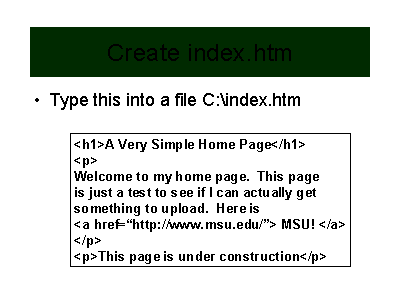 Create index.htm
• Type this into a file C:\index.htm
<h1>A Very Simple Home Page</h1>
<p>
Welcome to my home page.  This page
is just a test to see if I can actually get
something to upload.  Here is
<a href=“http://www.msu.edu/”> MSU! </a>
</p>
<p>This page is under construction</p>